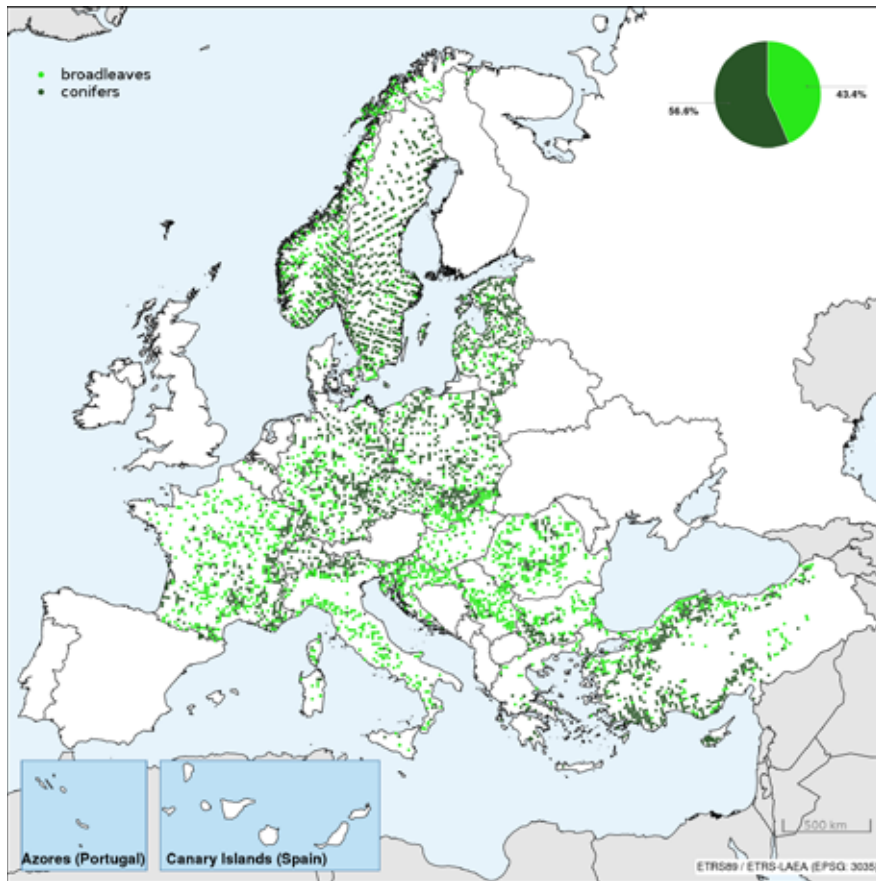 broadleaves
conifers
43.4%
56.6%
500 km
Azores (Portugal)
Canary Islands (Spain)
ETRS89 / ETRS-LAEA (EPSG: 3035)